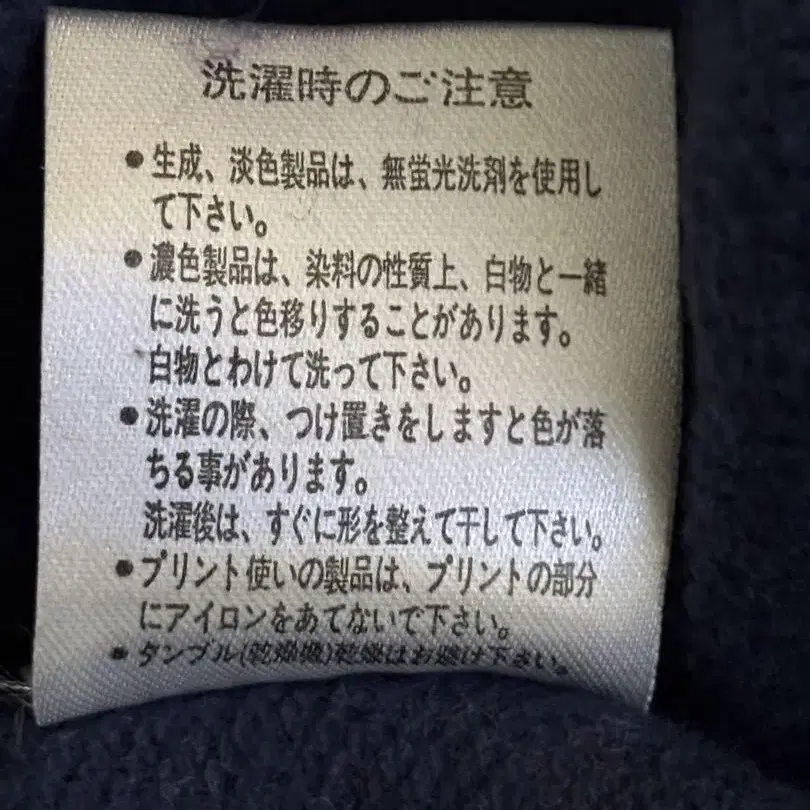 洗濯時のご注意
●生成、淡色製品は、無蛍光洗剤を使用し
て下さい。
●濃色製品は、染料の性質上、白物と一緒
に洗うと色移りすることがあります。
白物とわけて洗って下さい。
●洗濯の際、つけ置きをしますと色が落
ちる事があります。
洗濯後は、すぐに形を整えて干して下さい。
●プリント使いの製品は、プリントの部分
にアイロンをあてないで下さい。
●タンブル(乾燥機)乾燥はお避け下さい。